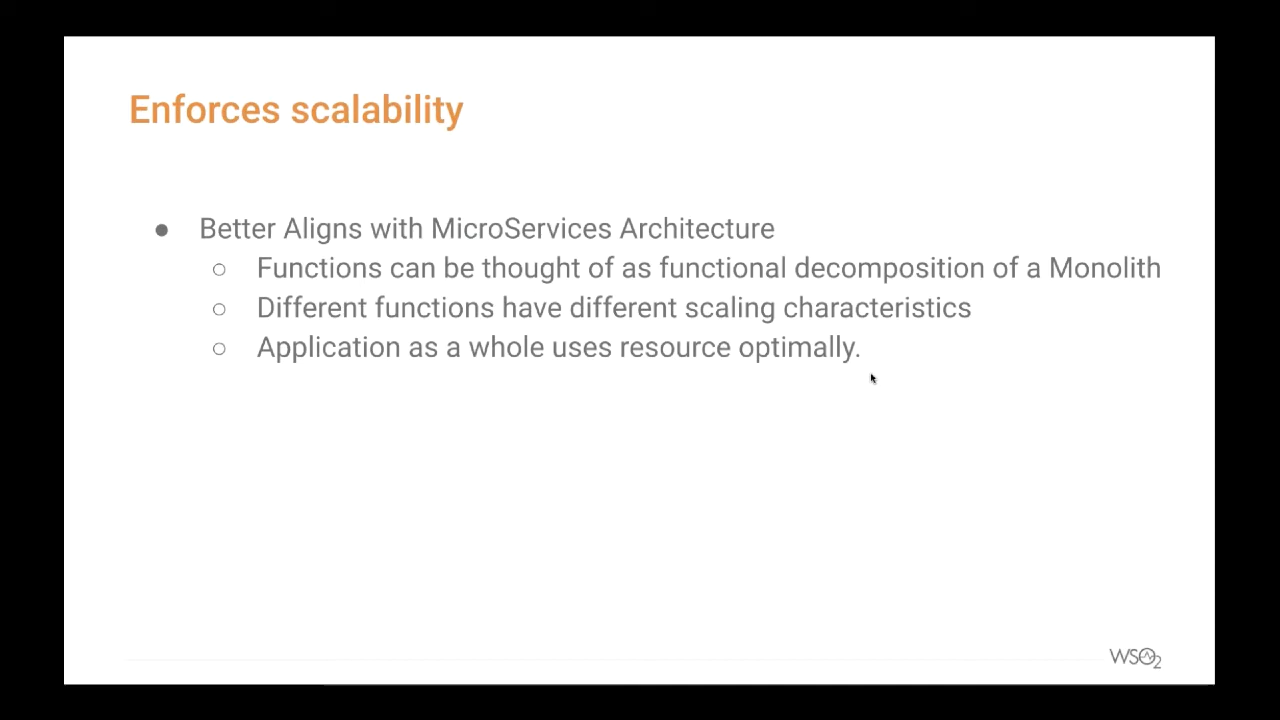 Enforces scalability
● Better Aligns with MicroServices Architecture
○ Functions can be thought of as functional decomposition of a Monolith
○ Different functions have different scaling characteristics
○ Application as a whole uses resource optimally.
WSO2